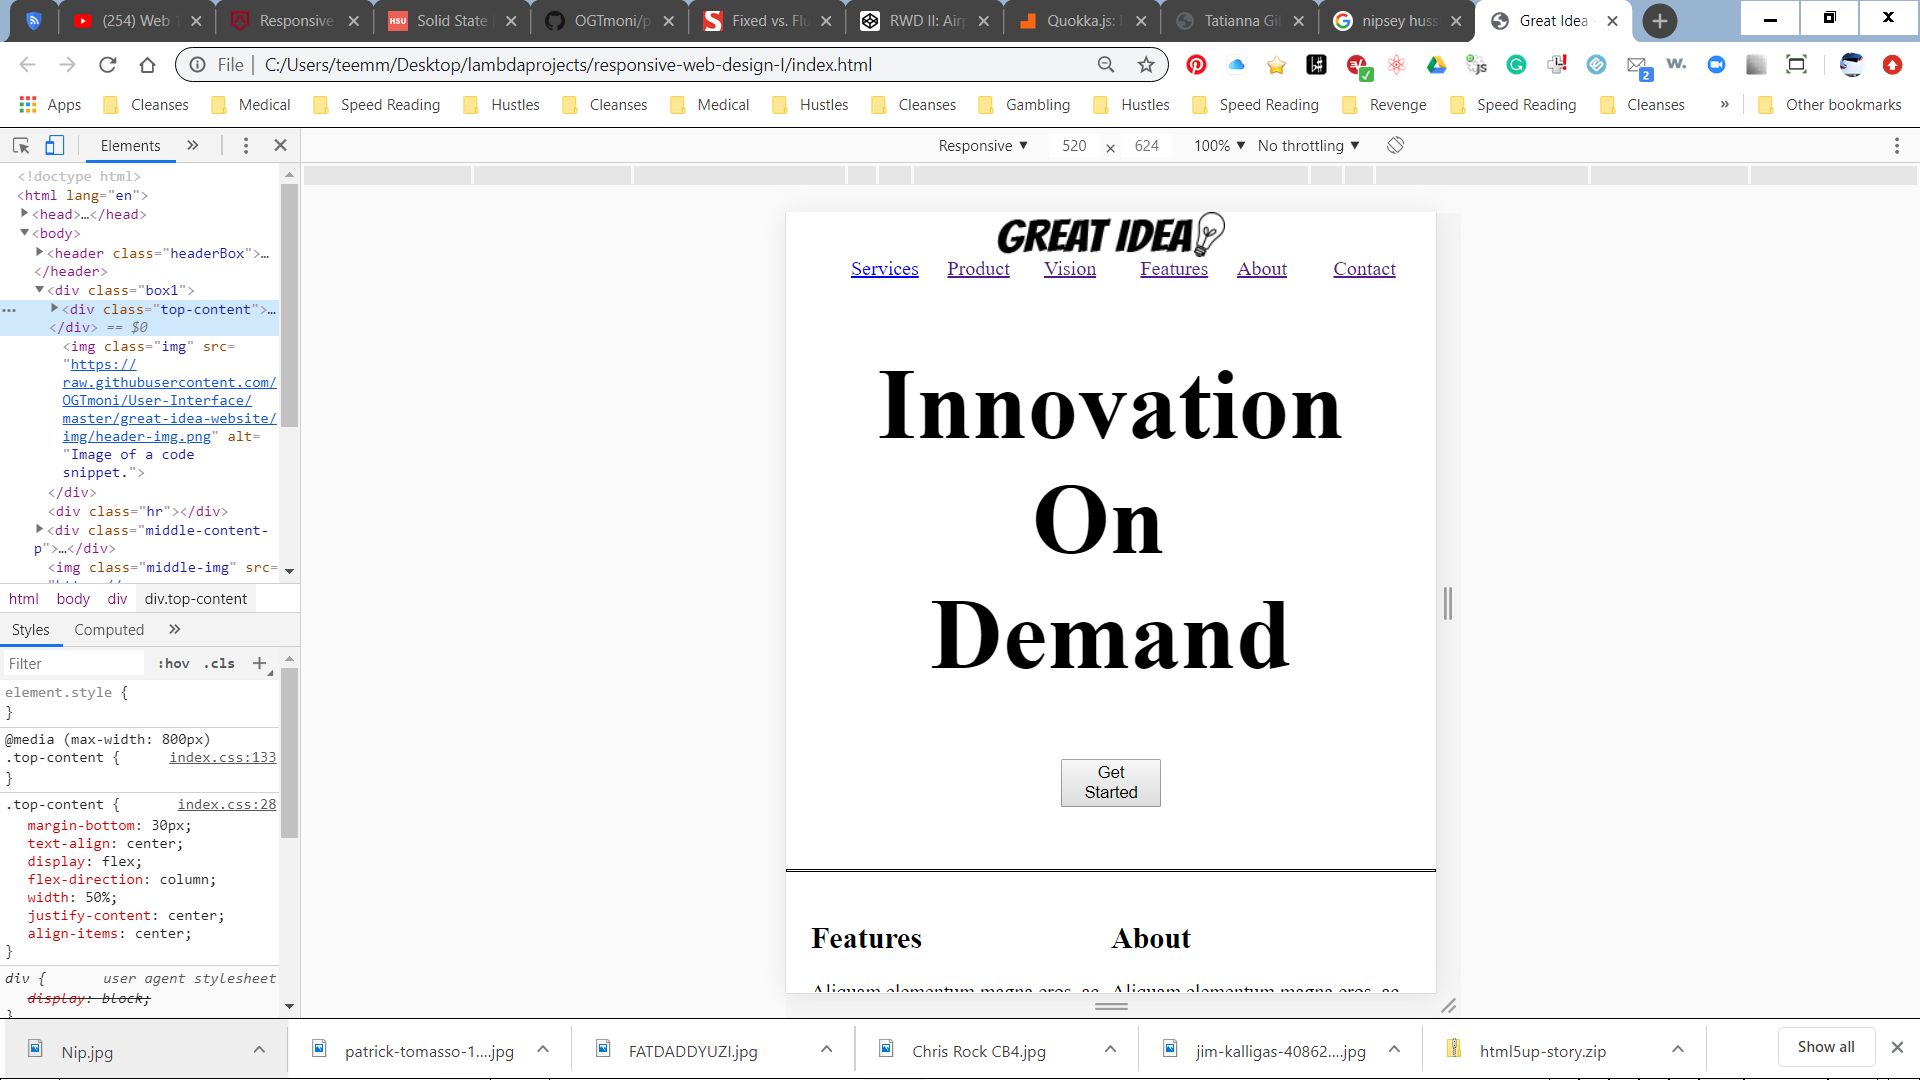 (254) Web 1
Responsive
Solid State
OGTmoni/p
Fixed vs. Flu
RWD II: Airp
Quokka.js: I
Tatianna Gil
nipsey huss
Great Idea
File | C:/Users/teemm/Desktop/lambdaprojects/responsive-web-design-I/index.html
Apps Cleanses Medical Speed Reading Hustles Cleanses Medical Hustles Cleanses Gambling Hustles Speed Reading Revenge Speed Reading Cleanses » Other bookmarks
Elements »
Responsive ▼ 520 × 624 100% ▼ No throttling ▼
<!doctype html>
<html lang="en">
<head>…</head>
<body>
<header class="headerBox">…
</header>
<div class="box1">
<div class="top-content">…
</div> == $0
<img class="img" src=
"https://
raw.githubusercontent.com/
OGTmoni/User-Interface/
master/great-idea-website/
img/header-img.png" alt=
"Image of a code
snippet.">
</div>
<div class="hr"></div>
<div class="middle-content-
p">…</div>
<img class="middle-img" src=
html body div div.top-content
Styles Computed »
Filter :hov .cls +
element.style {
}
@media (max-width: 800px)
.top-content { index.css:133
}
.top-content { index.css:28
margin-bottom: 30px;
text-align: center;
display: flex;
flex-direction: column;
width: 50%;
justify-content: center;
align-items: center;
}
div { user agent stylesheet
display: block;
}
GREAT IDEA
Services Product Vision Features About Contact
Innovation
On
Demand
Get
Started
Features About
Aliquam elementum magna eros, ac Aliquam elementum magna eros, ac
Nip.jpg
patrick-tomasso-1....jpg
FATDADDYUZI.jpg
Chris Rock CB4.jpg
jim-kalligas-40862....jpg
html5up-story.zip
Show all